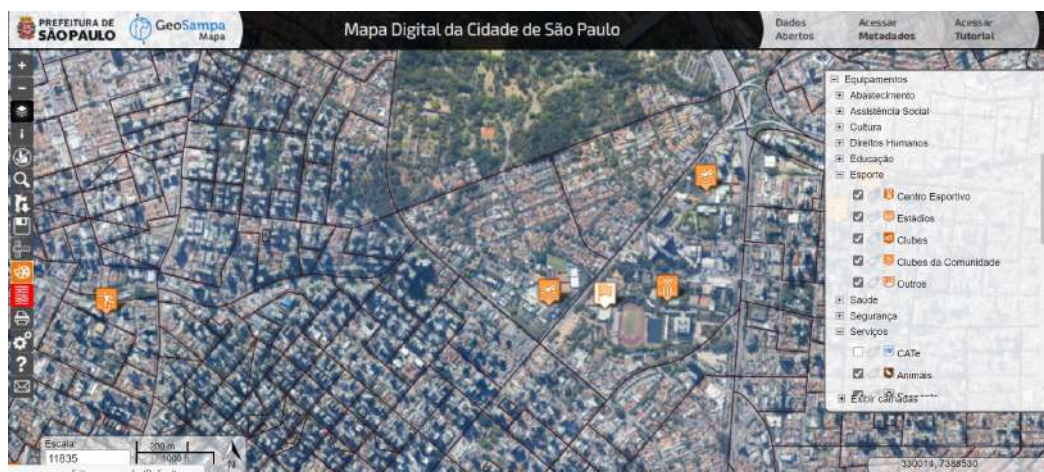 PREFEITURA DE
SÃO PAULO
GeoSampa
Mapa
Mapa Digital da Cidade de São Paulo
Dados
Abertos
Acessar
Metadados
Acessar
Tutorial
Equipamentos
Abastecimento
Assistência Social
Cultura
Direitos Humanos
Educação
Esporte
Centro Esportivo
Estádios
Clubes
Clubes da Comunidade
Outros
Saúde
Segurança
Serviços
CATe
Animais
Exibir camadas
Escala:
11835
200 m
1000 ft
N
330014, 7388530